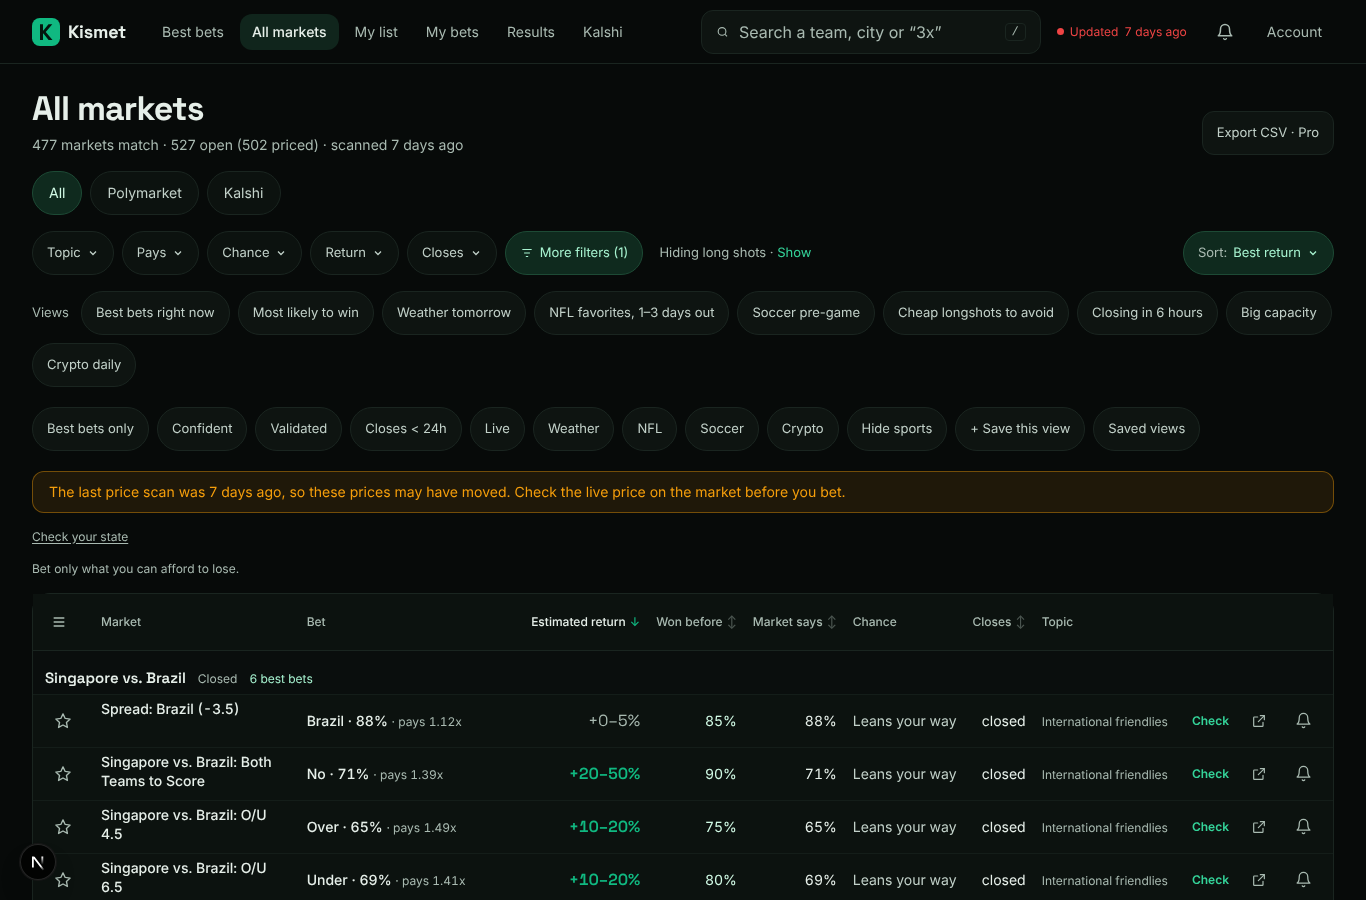 K Kismet Best bets All markets My list My bets Results Kalshi Search a team, city or “3x” / Updated 7 days ago Account
All markets
477 markets match · 527 open (502 priced) · scanned 7 days ago
Export CSV · Pro
All Polymarket Kalshi
Topic Pays Chance Return Closes More filters (1) Hiding long shots · Show Sort: Best return
Views Best bets right now Most likely to win Weather tomorrow NFL favorites, 1–3 days out Soccer pre-game Cheap longshots to avoid Closing in 6 hours Big capacity
Crypto daily
Best bets only Confident Validated Closes < 24h Live Weather NFL Soccer Crypto Hide sports + Save this view Saved views
The last price scan was 7 days ago, so these prices may have moved. Check the live price on the market before you bet.
Check your state
Bet only what you can afford to lose.
Market Bet Estimated return ↓ Won before Market says Chance Closes Topic
Singapore vs. Brazil Closed 6 best bets
Spread: Brazil (-3.5)
Brazil · 88% · pays 1.12x +0–5% 85% 88% Leans your way closed International friendlies Check
Singapore vs. Brazil: Both
Teams to Score
No · 71% · pays 1.39x +20–50% 90% 71% Leans your way closed International friendlies Check
Singapore vs. Brazil: O/U
4.5
Over · 65% · pays 1.49x +10–20% 75% 65% Leans your way closed International friendlies Check
Singapore vs. Brazil: O/U
6.5
Under · 69% · pays 1.41x +10–20% 80% 69% Leans your way closed International friendlies Check
N